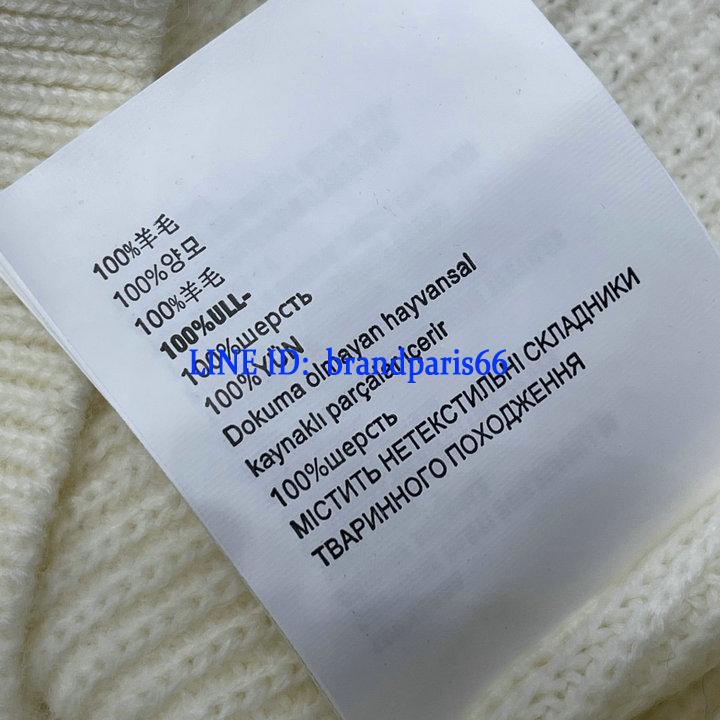 100%羊毛
100%양모
100%羊毛
100%ULL-
100%шерсть
100%YÜN
Dokuma olmayan hayvansal
kaynaklı parçalar içerir
100%шерсть
МІСТИТЬ НЕТЕКСТИЛЬНІ СКЛАДНИКИ
ТВАРИННОГО ПОХОДЖЕННЯ
LINE ID: brandparis66